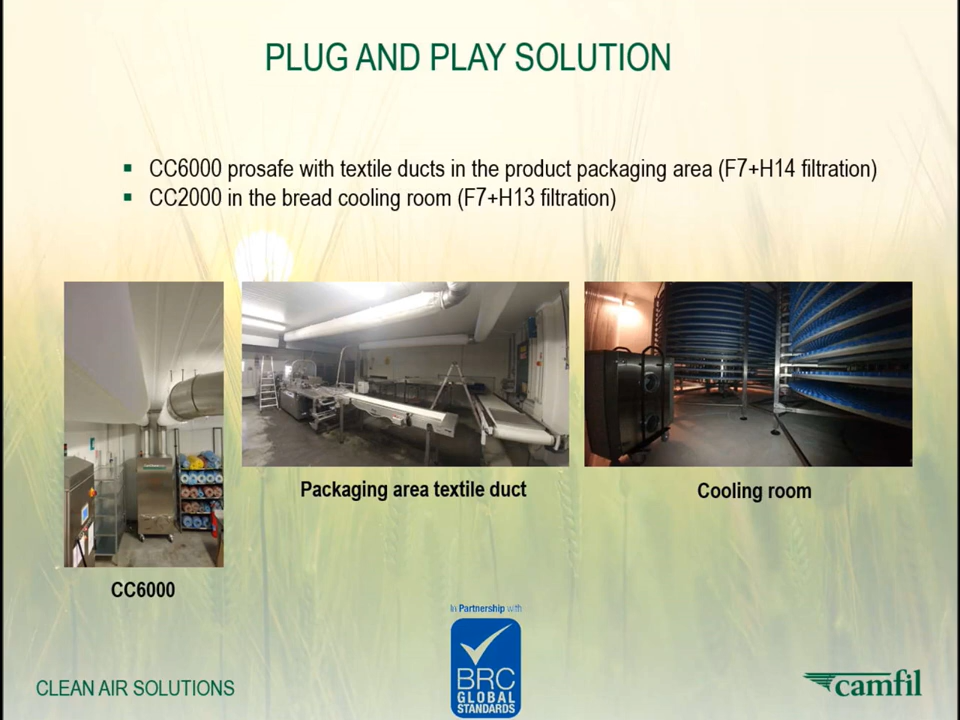 PLUG AND PLAY SOLUTION
▪ CC6000 prosafe with textile ducts in the product packaging area (F7+H14 filtration)
▪ CC2000 in the bread cooling room (F7+H13 filtration)
Packaging area textile duct
Cooling room
CC6000
In Partnership with
BRC
GLOBAL
STANDARDS
CLEAN AIR SOLUTIONS
camfil